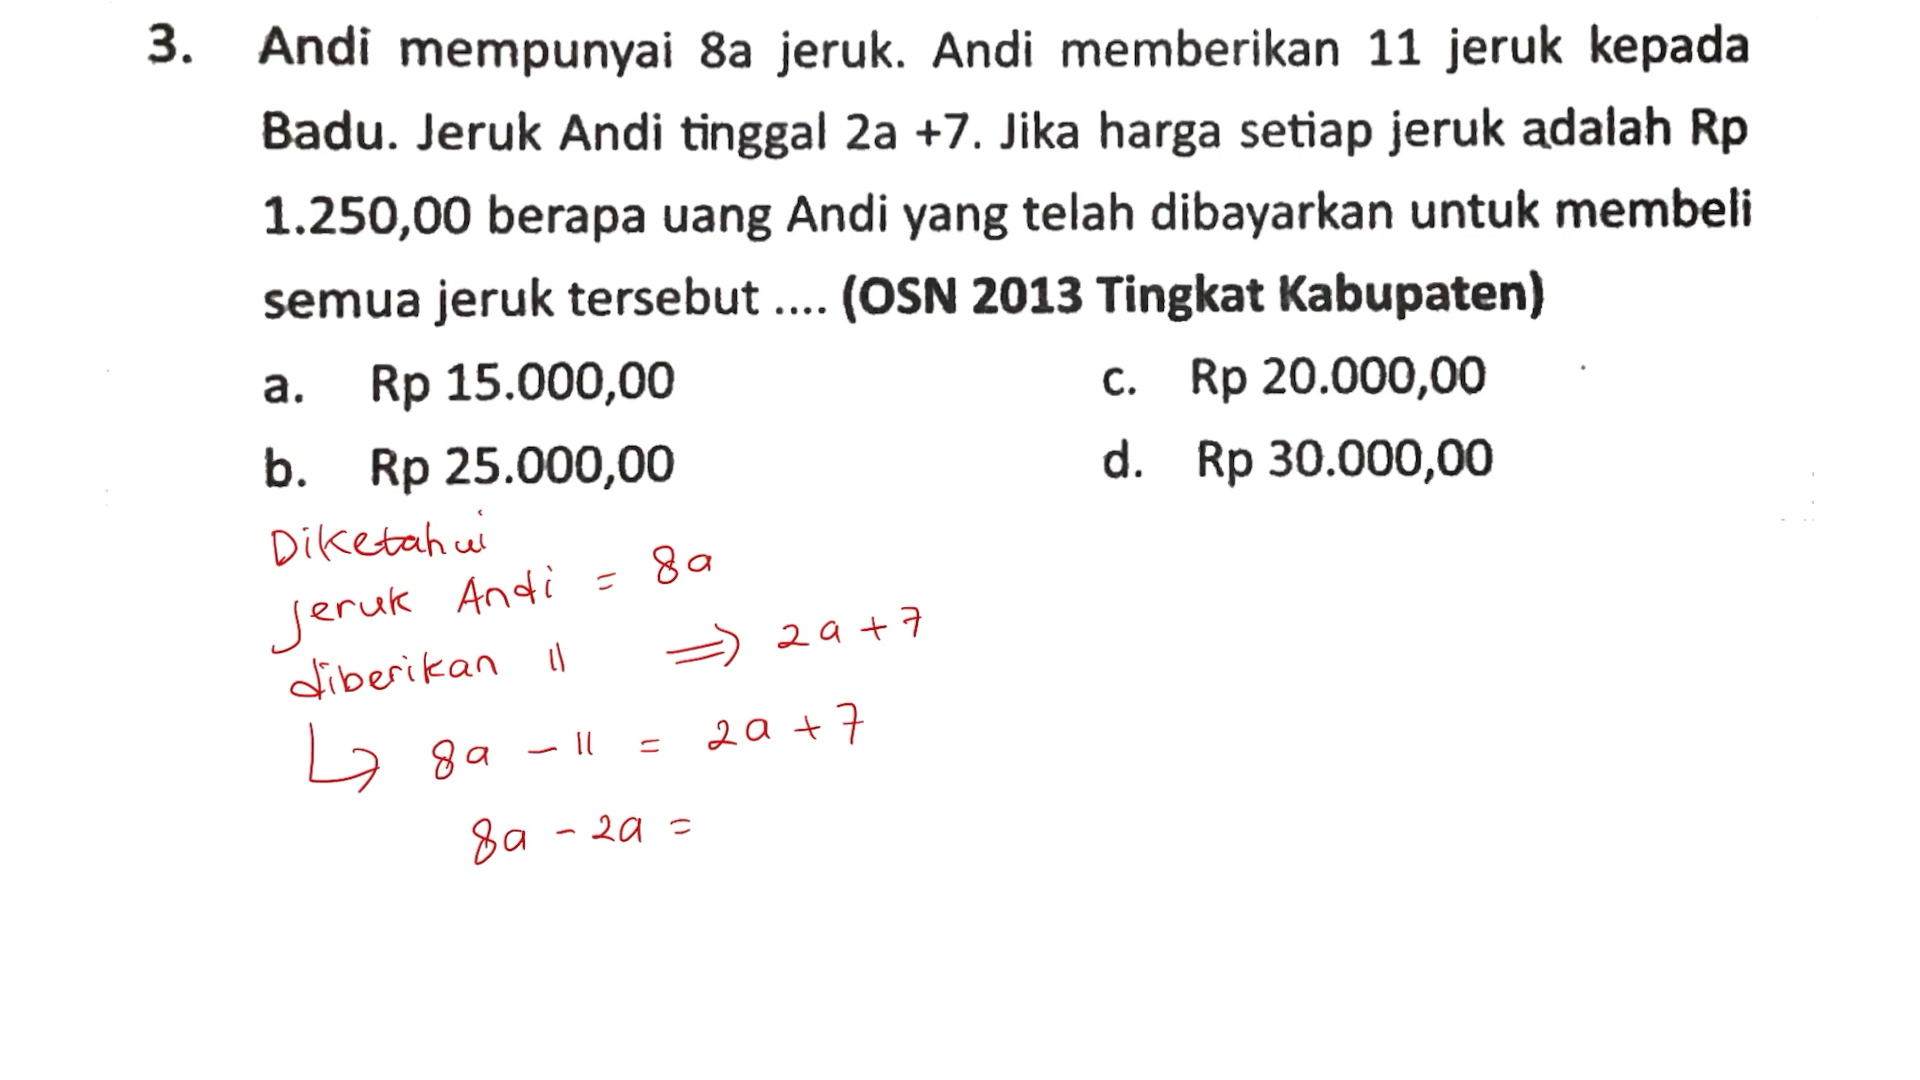 3. Andi mempunyai 8a jeruk. Andi memberikan 11 jeruk kepada
Badu. Jeruk Andi tinggal 2a +7. Jika harga setiap jeruk adalah Rp
1.250,00 berapa uang Andi yang telah dibayarkan untuk membeli
semua jeruk tersebut .... (OSN 2013 Tingkat Kabupaten)
a. Rp 15.000,00 c. Rp 20.000,00
b. Rp 25.000,00 d. Rp 30.000,00
Diketahui
Jeruk Andi = 8a
diberikan 11 ⇒ 2a + 7
↳ 8a - 11 = 2a + 7
8a - 2a =